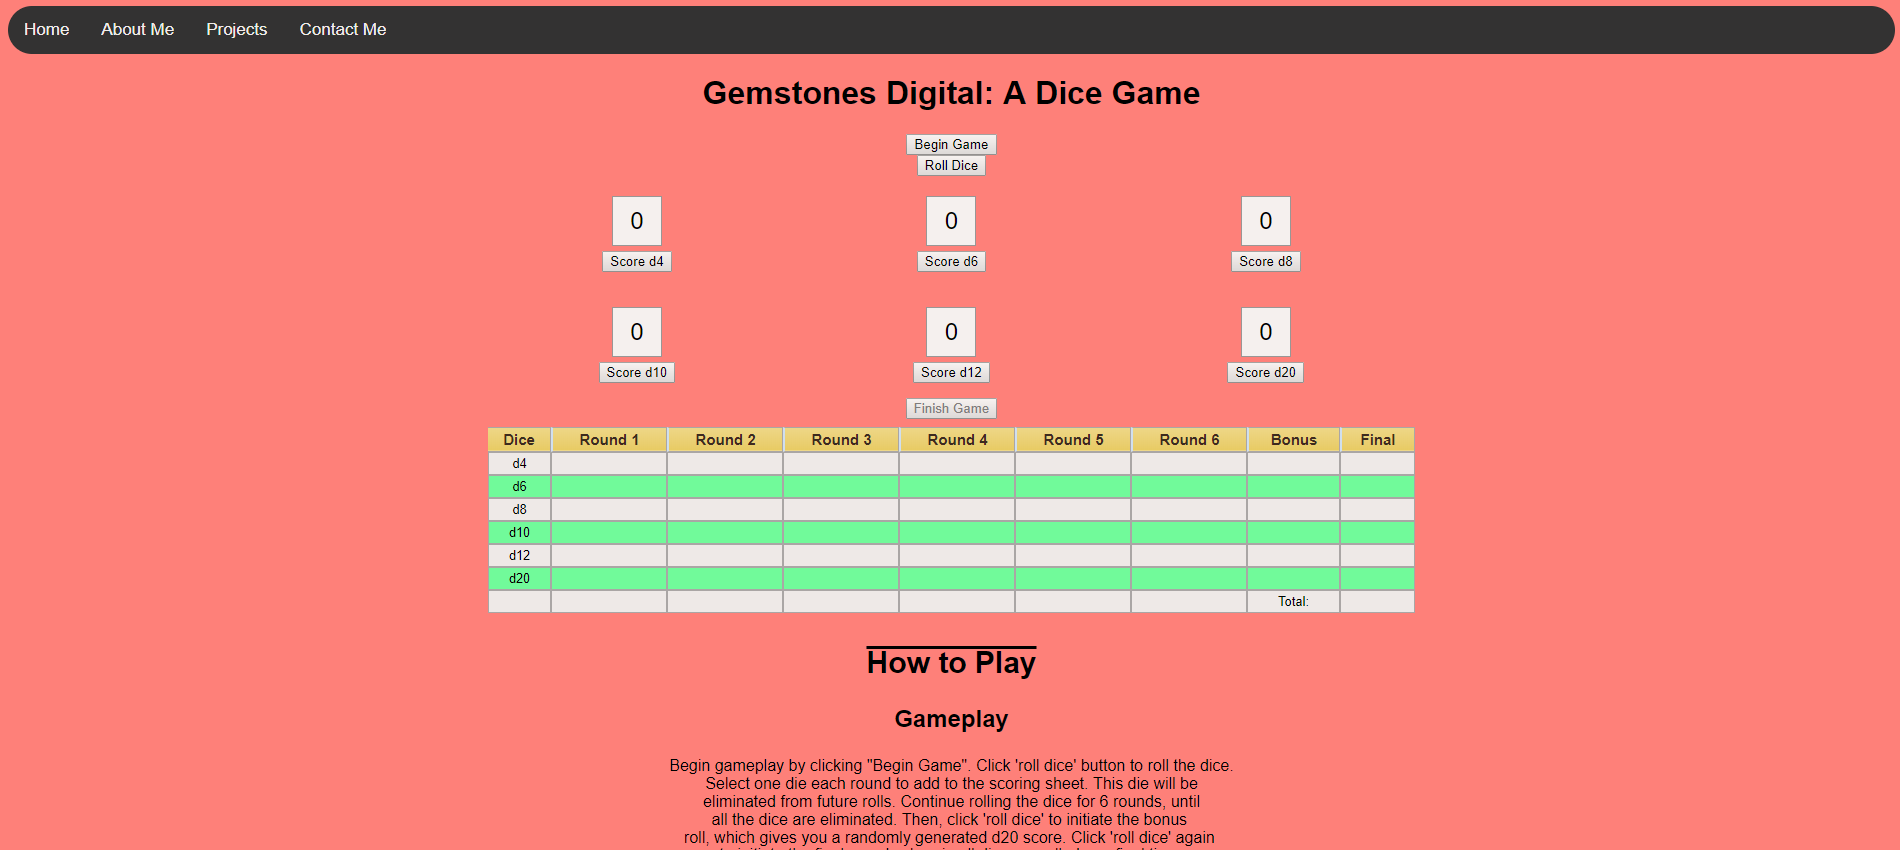 Home About Me Projects Contact Me
Gemstones Digital: A Dice Game
Begin Game
Roll Dice
0 0 0
Score d4 Score d6 Score d8
0 0 0
Score d10 Score d12 Score d20
Finish Game
Dice Round 1 Round 2 Round 3 Round 4 Round 5 Round 6 Bonus Final
d4
d6
d8
d10
d12
d20
Total:
How to Play
Gameplay
Begin gameplay by clicking "Begin Game". Click 'roll dice' button to roll the dice.
Select one die each round to add to the scoring sheet. This die will be
eliminated from future rolls. Continue rolling the dice for 6 rounds, until
all the dice are eliminated. Then, click 'roll dice' to initiate the bonus
roll, which gives you a randomly generated d20 score. Click 'roll dice' again